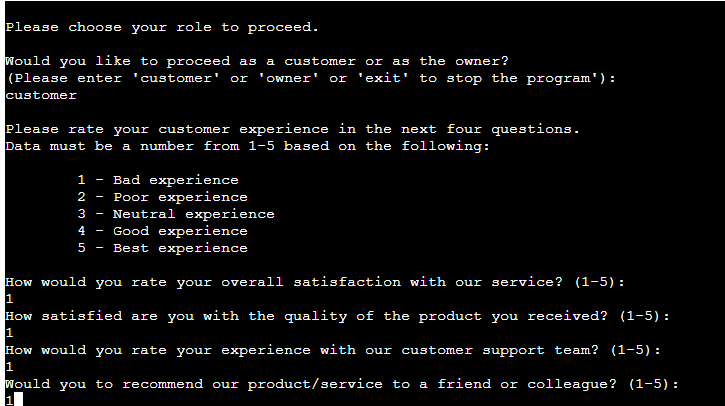 Please choose your role to proceed.
Would you like to proceed as a customer or as the owner?
(Please enter 'customer' or 'owner' or 'exit' to stop the program'):
customer
Please rate your customer experience in the next four questions.
Data must be a number from 1-5 based on the following:
1 - Bad experience
2 - Poor experience
3 - Neutral experience
4 - Good experience
5 - Best experience
How would you rate your overall satisfaction with our service? (1-5):
1
How satisfied are you with the quality of the product you received? (1-5):
1
How would you rate your experience with our customer support team? (1-5):
1
Would you to recommend our product/service to a friend or colleague? (1-5):
1